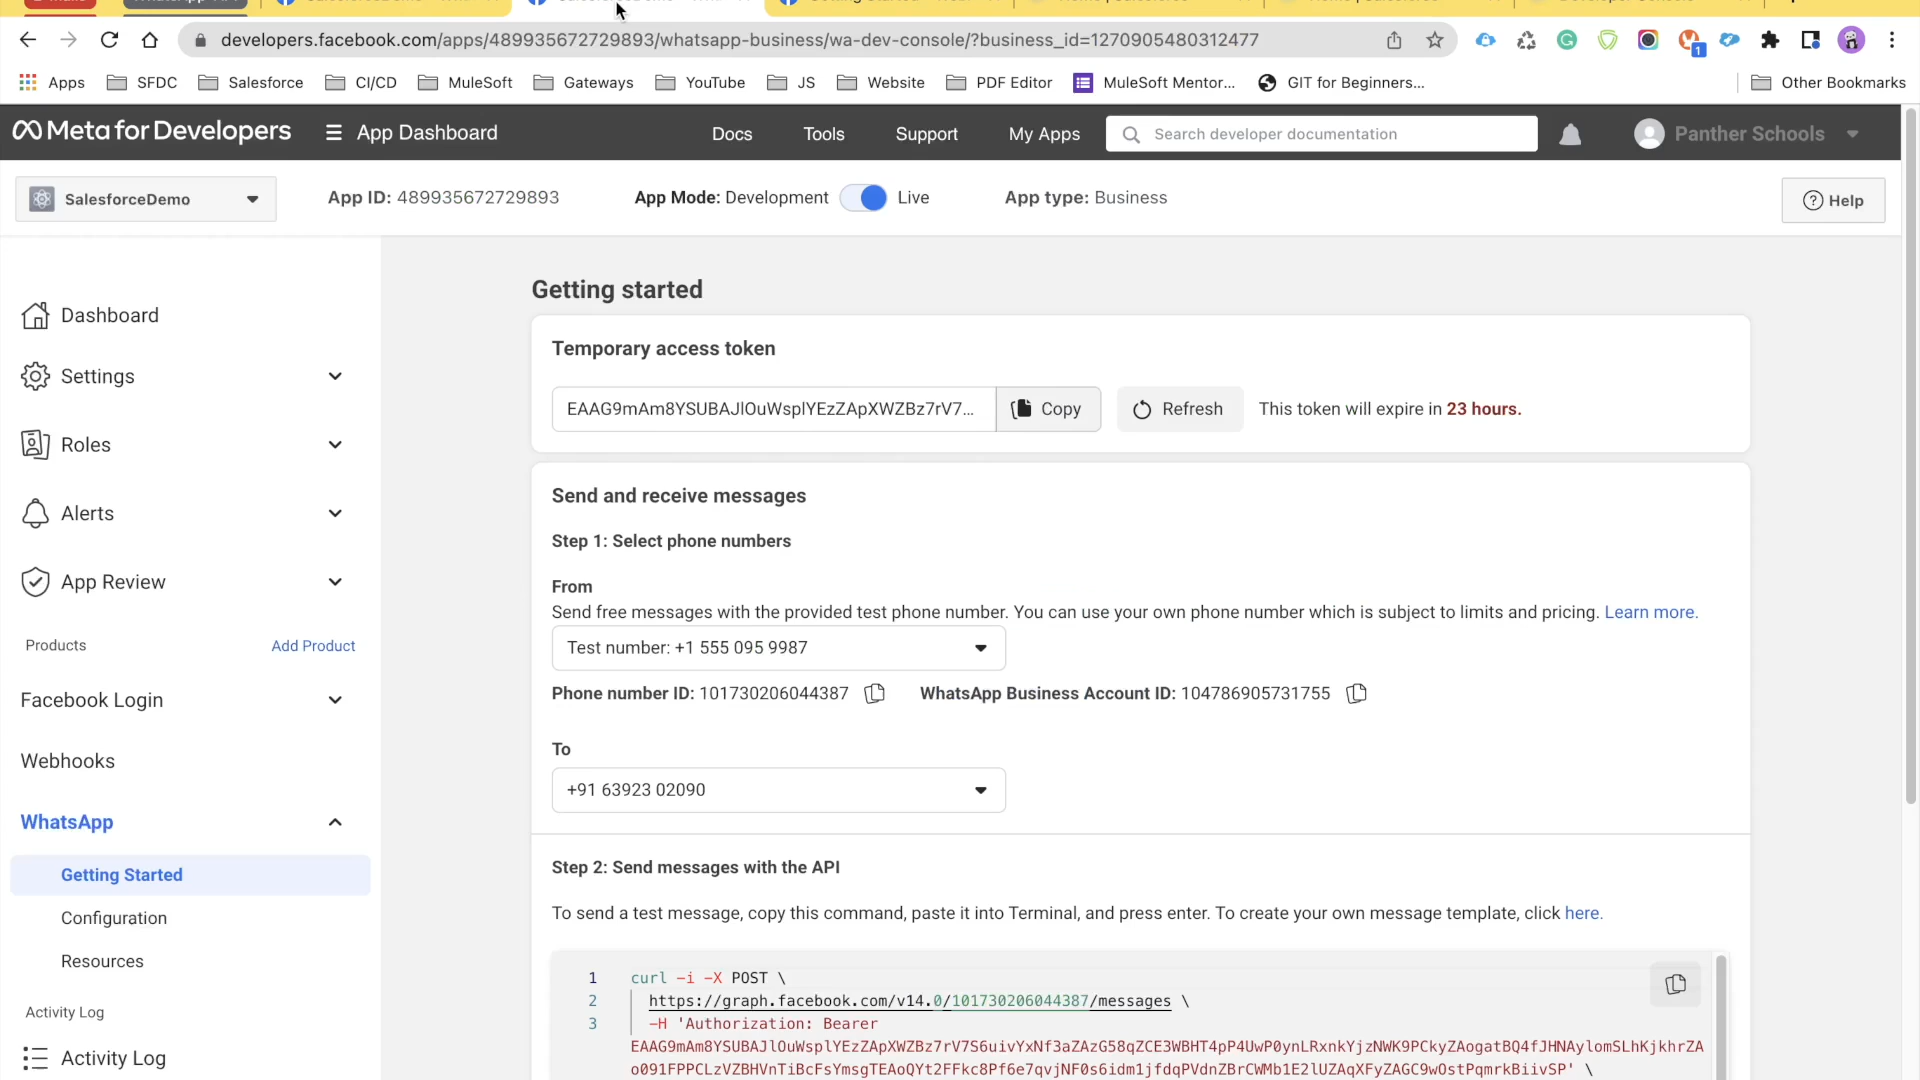 developers.facebook.com/apps/489935672729893/whatsapp-business/wa-dev-console/?business_id=1270905480312477
1
Apps SFDC Salesforce CI/CD MuleSoft Gateways YouTube JS Website PDF Editor MuleSoft Mentor... GIT for Beginners... Other Bookmarks
Meta for Developers App Dashboard Docs Tools Support My Apps Search developer documentation Panther Schools
SalesforceDemo App ID: 489935672729893 App Mode: Development Live App type: Business Help
Dashboard
Settings
Roles
Alerts
App Review
Products Add Product
Facebook Login
Webhooks
WhatsApp
Getting Started
Configuration
Resources
Activity Log
Activity Log
Getting started
Temporary access token
EAAG9mAm8YSUBAJlOuWsplYEzZApXWZBz7rV7... Copy Refresh This token will expire in 23 hours.
Send and receive messages
Step 1: Select phone numbers
From
Send free messages with the provided test phone number. You can use your own phone number which is subject to limits and pricing. Learn more.
Test number: +1 555 095 9987
Phone number ID: 101730206044387 WhatsApp Business Account ID: 104786905731755
To
+91 63923 02090
Step 2: Send messages with the API
To send a test message, copy this command, paste it into Terminal, and press enter. To create your own message template, click here.
1 curl -i -X POST \
2 https://graph.facebook.com/v14.0/101730206044387/messages \
3 -H 'Authorization: Bearer
EAAG9mAm8YSUBAJlOuWsplYEzZApXWZBz7rV7S6uivYxNf3aZAzG58qZCE3WBHT4pP4UwP0ynLRxnkYjzNWK9PCkyZAogatBQ4fJHNAylomSLhKjkhrZA
o091FPPCLzVZBHVnTiBcFsYmsgTEAoQYt2FFkc8Pf6e7qvjNF0s6idm1jfdqPVdnZBrCWMb1E2lUZAqXFyZAGC9wOstPqmrkBiivSP' \